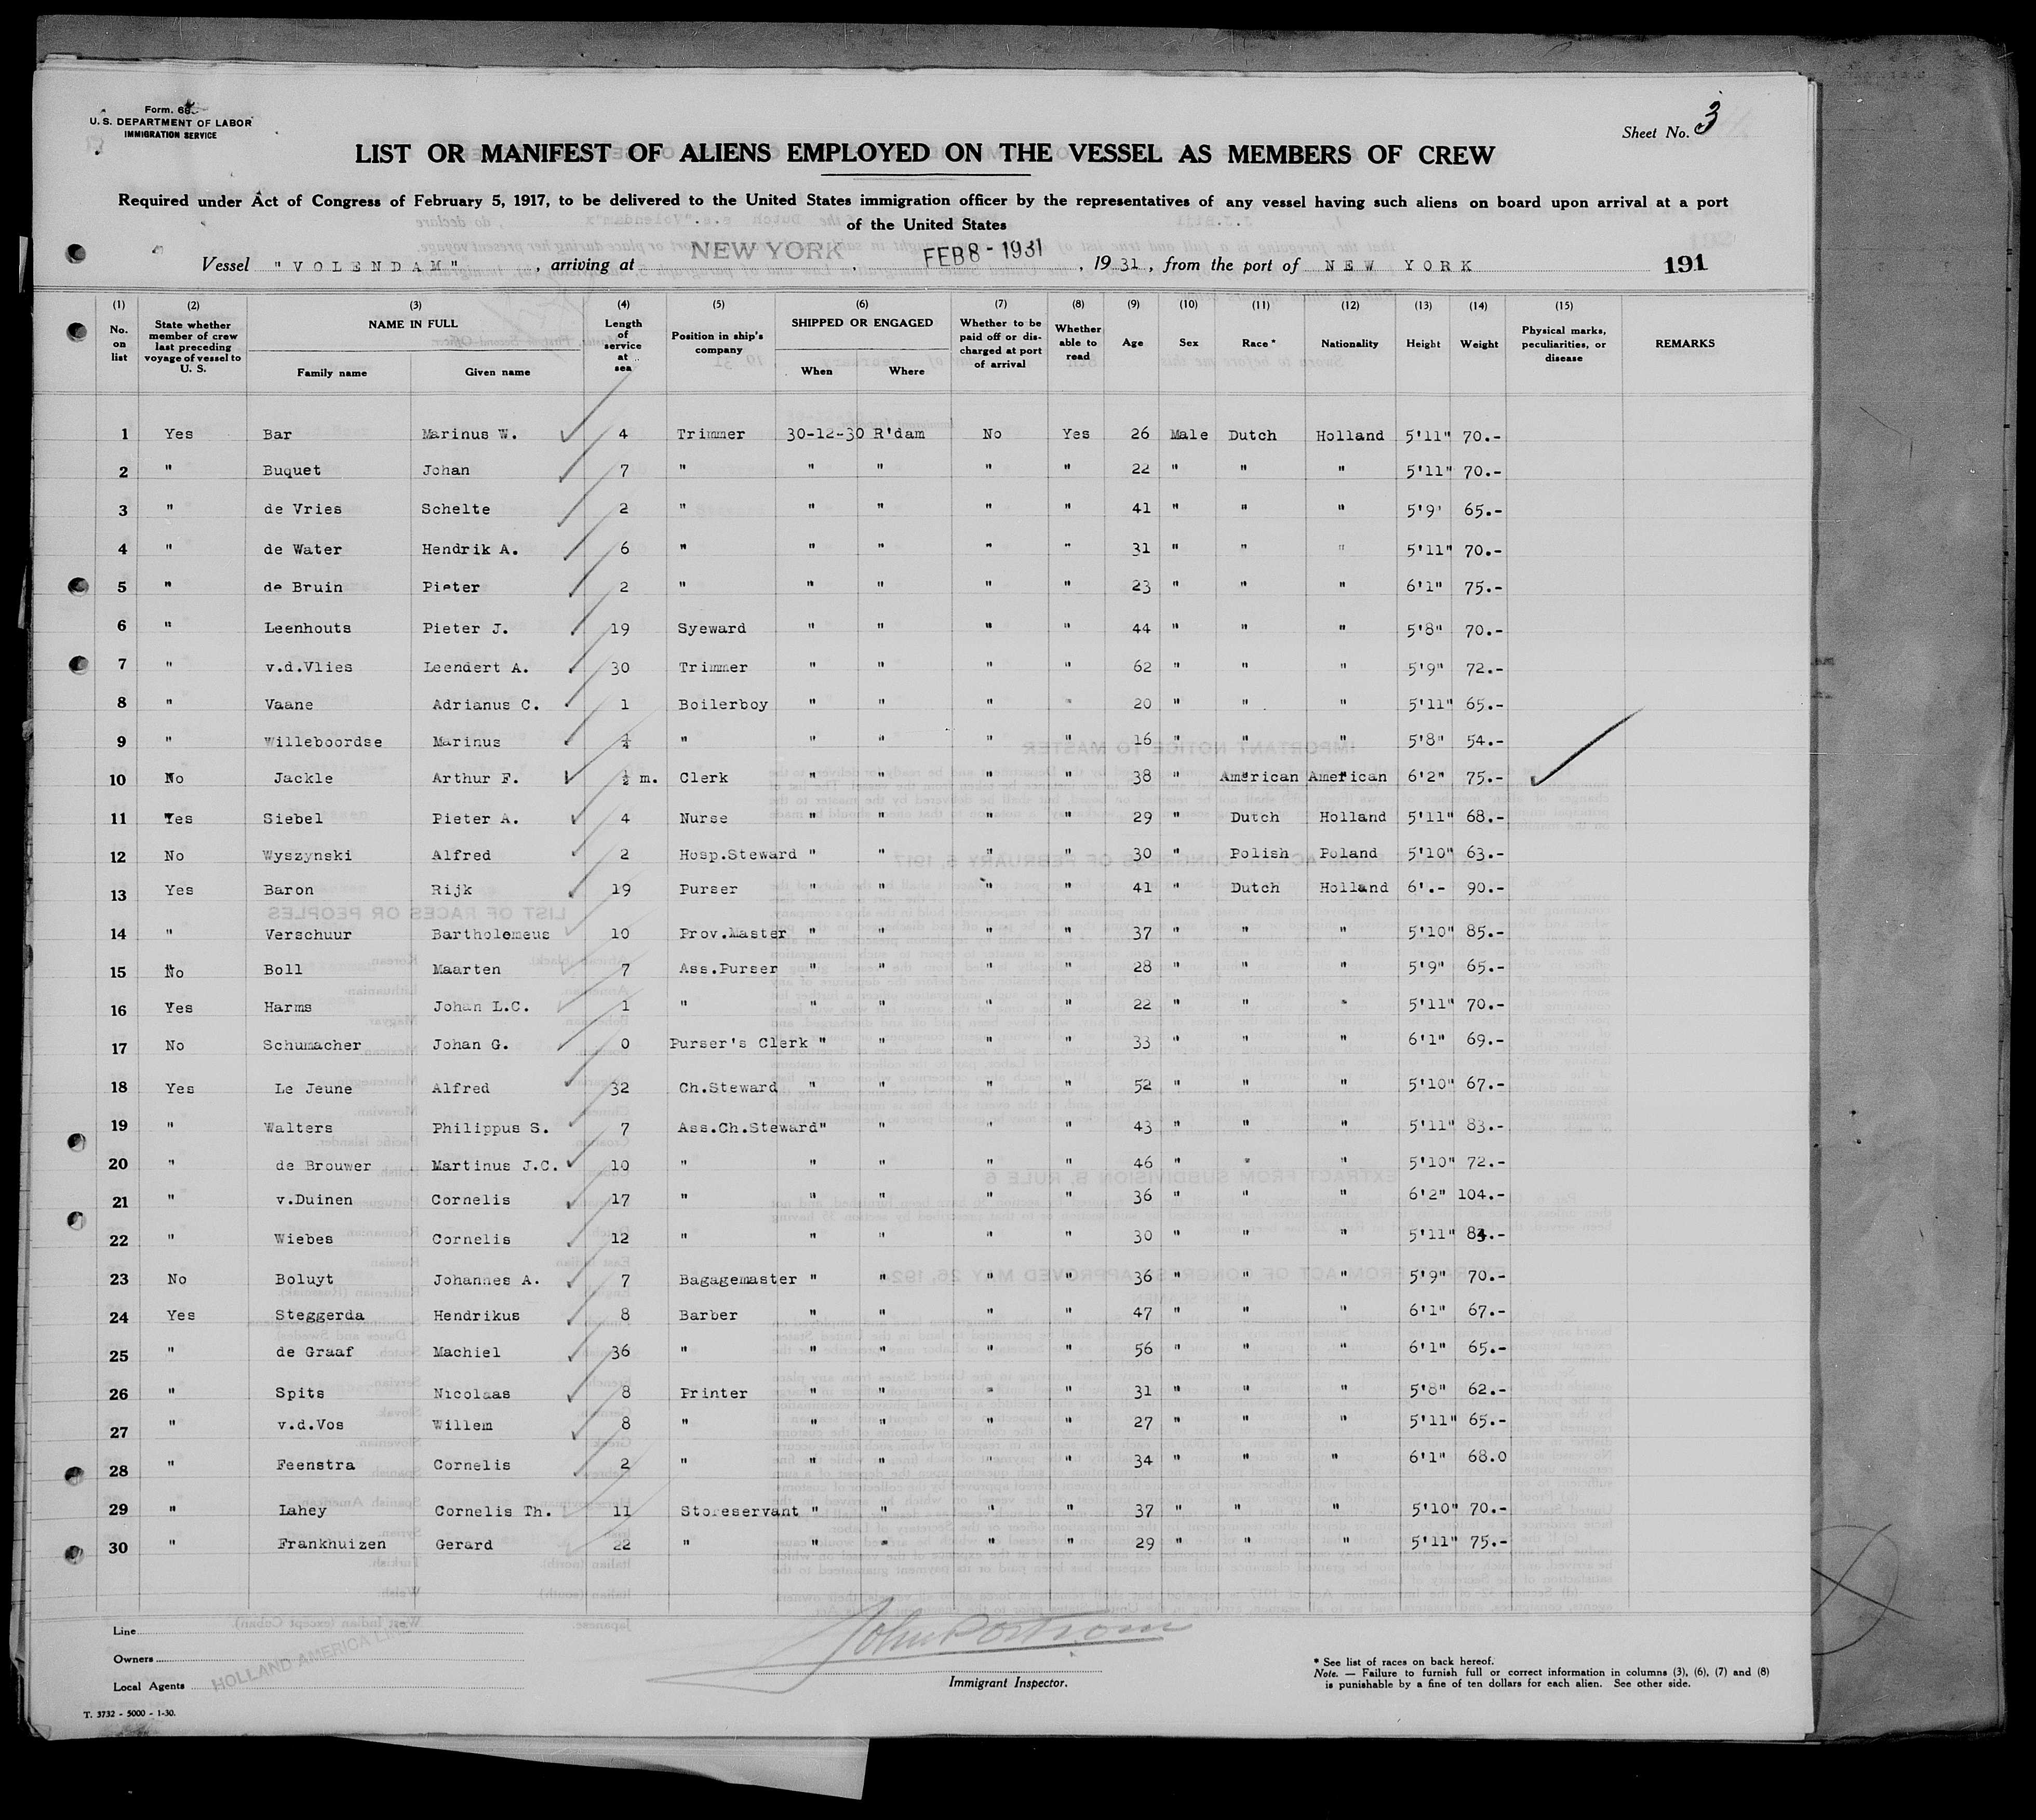 Form. 68
U. S. DEPARTMENT OF LABOR
IMMIGRATION SERVICE
Sheet No. 3
LIST OR MANIFEST OF ALIENS EMPLOYED ON THE VESSEL AS MEMBERS OF CREW
Required under Act of Congress of February 5, 1917, to be delivered to the United States immigration officer by the representatives of any vessel having such aliens on board upon arrival at a port
of the United States
Vessel "VOLENDAM", arriving at NEW YORK, FEB 8 - 1931, 1931, from the port of NEW YORK 191
(1) No. on list (2) State whether member of crew last preceding voyage of vessel to U. S. (3) NAME IN FULL Family name Given name (4) Length of service at sea (5) Position in ship's company (6) SHIPPED OR ENGAGED When Where (7) Whether to be paid off or discharged at port of arrival (8) Whether able to read (9) Age (10) Sex (11) Race * (12) Nationality (13) Height (14) Weight (15) Physical marks, peculiarities, or disease REMARKS
1 Yes Bar Marinus W. 4 Trimmer 30-12-30 R'dam No Yes 26 Male Dutch Holland 5'11" 70.-
2 " Buquet Johan 7 " " " " " 22 " " " 5'11" 70.-
3 " de Vries Schelte 2 " " " " " 41 " " " 5'9' 65.-
4 " de Water Hendrik A. 6 " " " " " 31 " " " 5'11" 70.-
5 " de Bruin Pieter 2 " " " " " 23 " " " 6'1" 75.-
6 " Leenhouts Pieter J. 19 Syeward " " " " 44 " " " 5'8" 70.-
7 " v.d.Vlies Leendert A. 30 Trimmer " " " " 62 " " " 5'9" 72.-
8 " Vaane Adrianus C. 1 Boilerboy " " " " 20 " " " 5'11" 65.-
9 " Willeboordse Marinus " " " " " 16 " " " 5'8" 54.-
10 No Jackle Arthur F. ½ m. Clerk " " " " 38 " American American 6'2" 75.-
11 Yes Siebel Pieter A. 4 Nurse " " " " 29 " Dutch Holland 5'11" 68.-
12 No Wyszynski Alfred 2 Hosp.Steward " " " " 30 " Polish Poland 5'10" 63.-
13 Yes Baron Rijk 19 Purser " " " " 41 " Dutch Holland 6'.- 90.-
14 " Verschuur Bartholomeus 10 Prov.Master " " " " 37 " " " 5'10" 85.-
15 No Boll Maarten 7 Ass.Purser " " " " 28 " " " 5'9" 65.-
16 Yes Harms Johan L.C. 1 " " " " " 22 " " " 5'11" 70.-
17 No Schumacher Johan G. 0 Purser's Clerk " " " " 33 " " " 6'1" 69.-
18 Yes Le Jeune Alfred 32 Ch.Steward " " " " 52 " " " 5'10" 67.-
19 " Walters Philippus S. 7 Ass.Ch.Steward" " " " 43 " " " 5'11" 83.-
20 " de Brouwer Martinus J.C. 10 " " " " " 46 " " " 5'10" 72.-
21 " v.Duinen Cornelis 17 " " " " " 36 " " " 6'2" 104.-
22 " Wiebes Cornelis 12 " " " " " 30 " " " 5'11"
23 No Boluyt Johannes A. 7 Bagagemaster " " " " 36 " " " 5'9" 70.-
24 Yes Steggerda Hendrikus 8 Barber " " " " 47 " " " 6'1" 67.-
25 " de Graaf Machiel 36 " " " " " 56 " " " 6'1" 65.-
26 " Spits Nicolaas 8 Printer " " " " 31 " " " 5'8" 62.-
27 " v.d.Vos Willem 8 " " " " " 27 " " " 5'11" 65.-
28 " Feenstra Cornelis 2 " " " " " 34 " " " 6'1" 68.0
29 " Lahey Cornelis Th. 11 Storeservant " " " " 37 " " " 5'10" 70.-
30 " Frankhuizen Gerard 22 " " " " " 29 " " " 5'11" 75.-
Line
Owners
Local Agents
HOLLAND AMERICA LINE
Immigrant Inspector.
* See list of races on back hereof.
Note. — Failure to furnish full or correct information in columns (3), (6), (7) and (8)
is punishable by a fine of ten dollars for each alien. See other side.
T. 3732 - 5000 - 1-30.